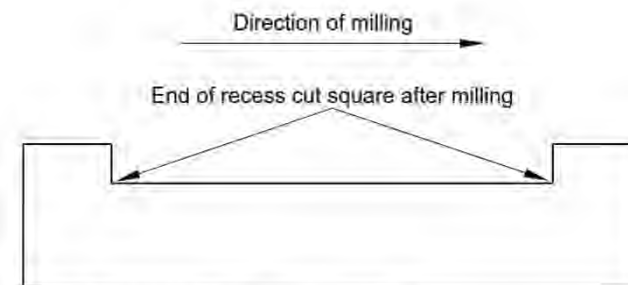 Direction of milling
End of recess cut square after milling